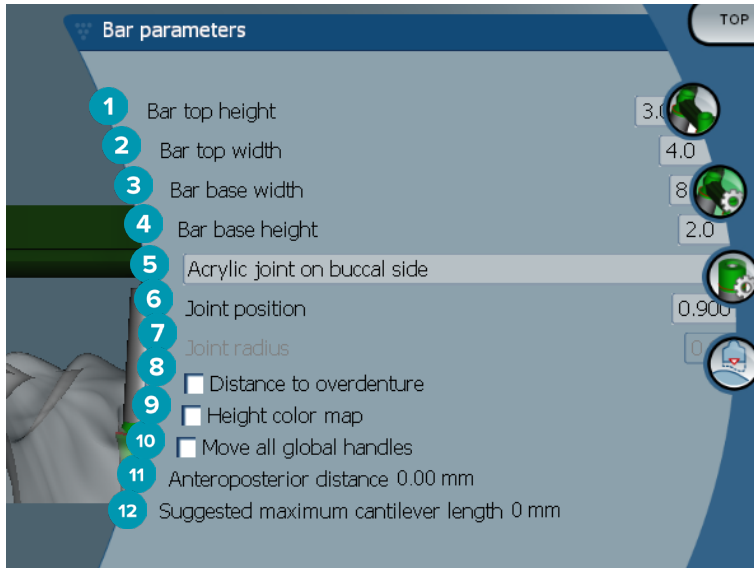 TOP
Bar parameters
1 Bar top height 3.0
2 Bar top width 4.0
3 Bar base width 8
4 Bar base height 2.0
5 Acrylic joint on buccal side
6 Joint position 0.900
7 Joint radius 0
8 Distance to overdenture
9 Height color map
10 Move all global handles
11 Anteroposterior distance 0.00 mm
12 Suggested maximum cantilever length 0 mm